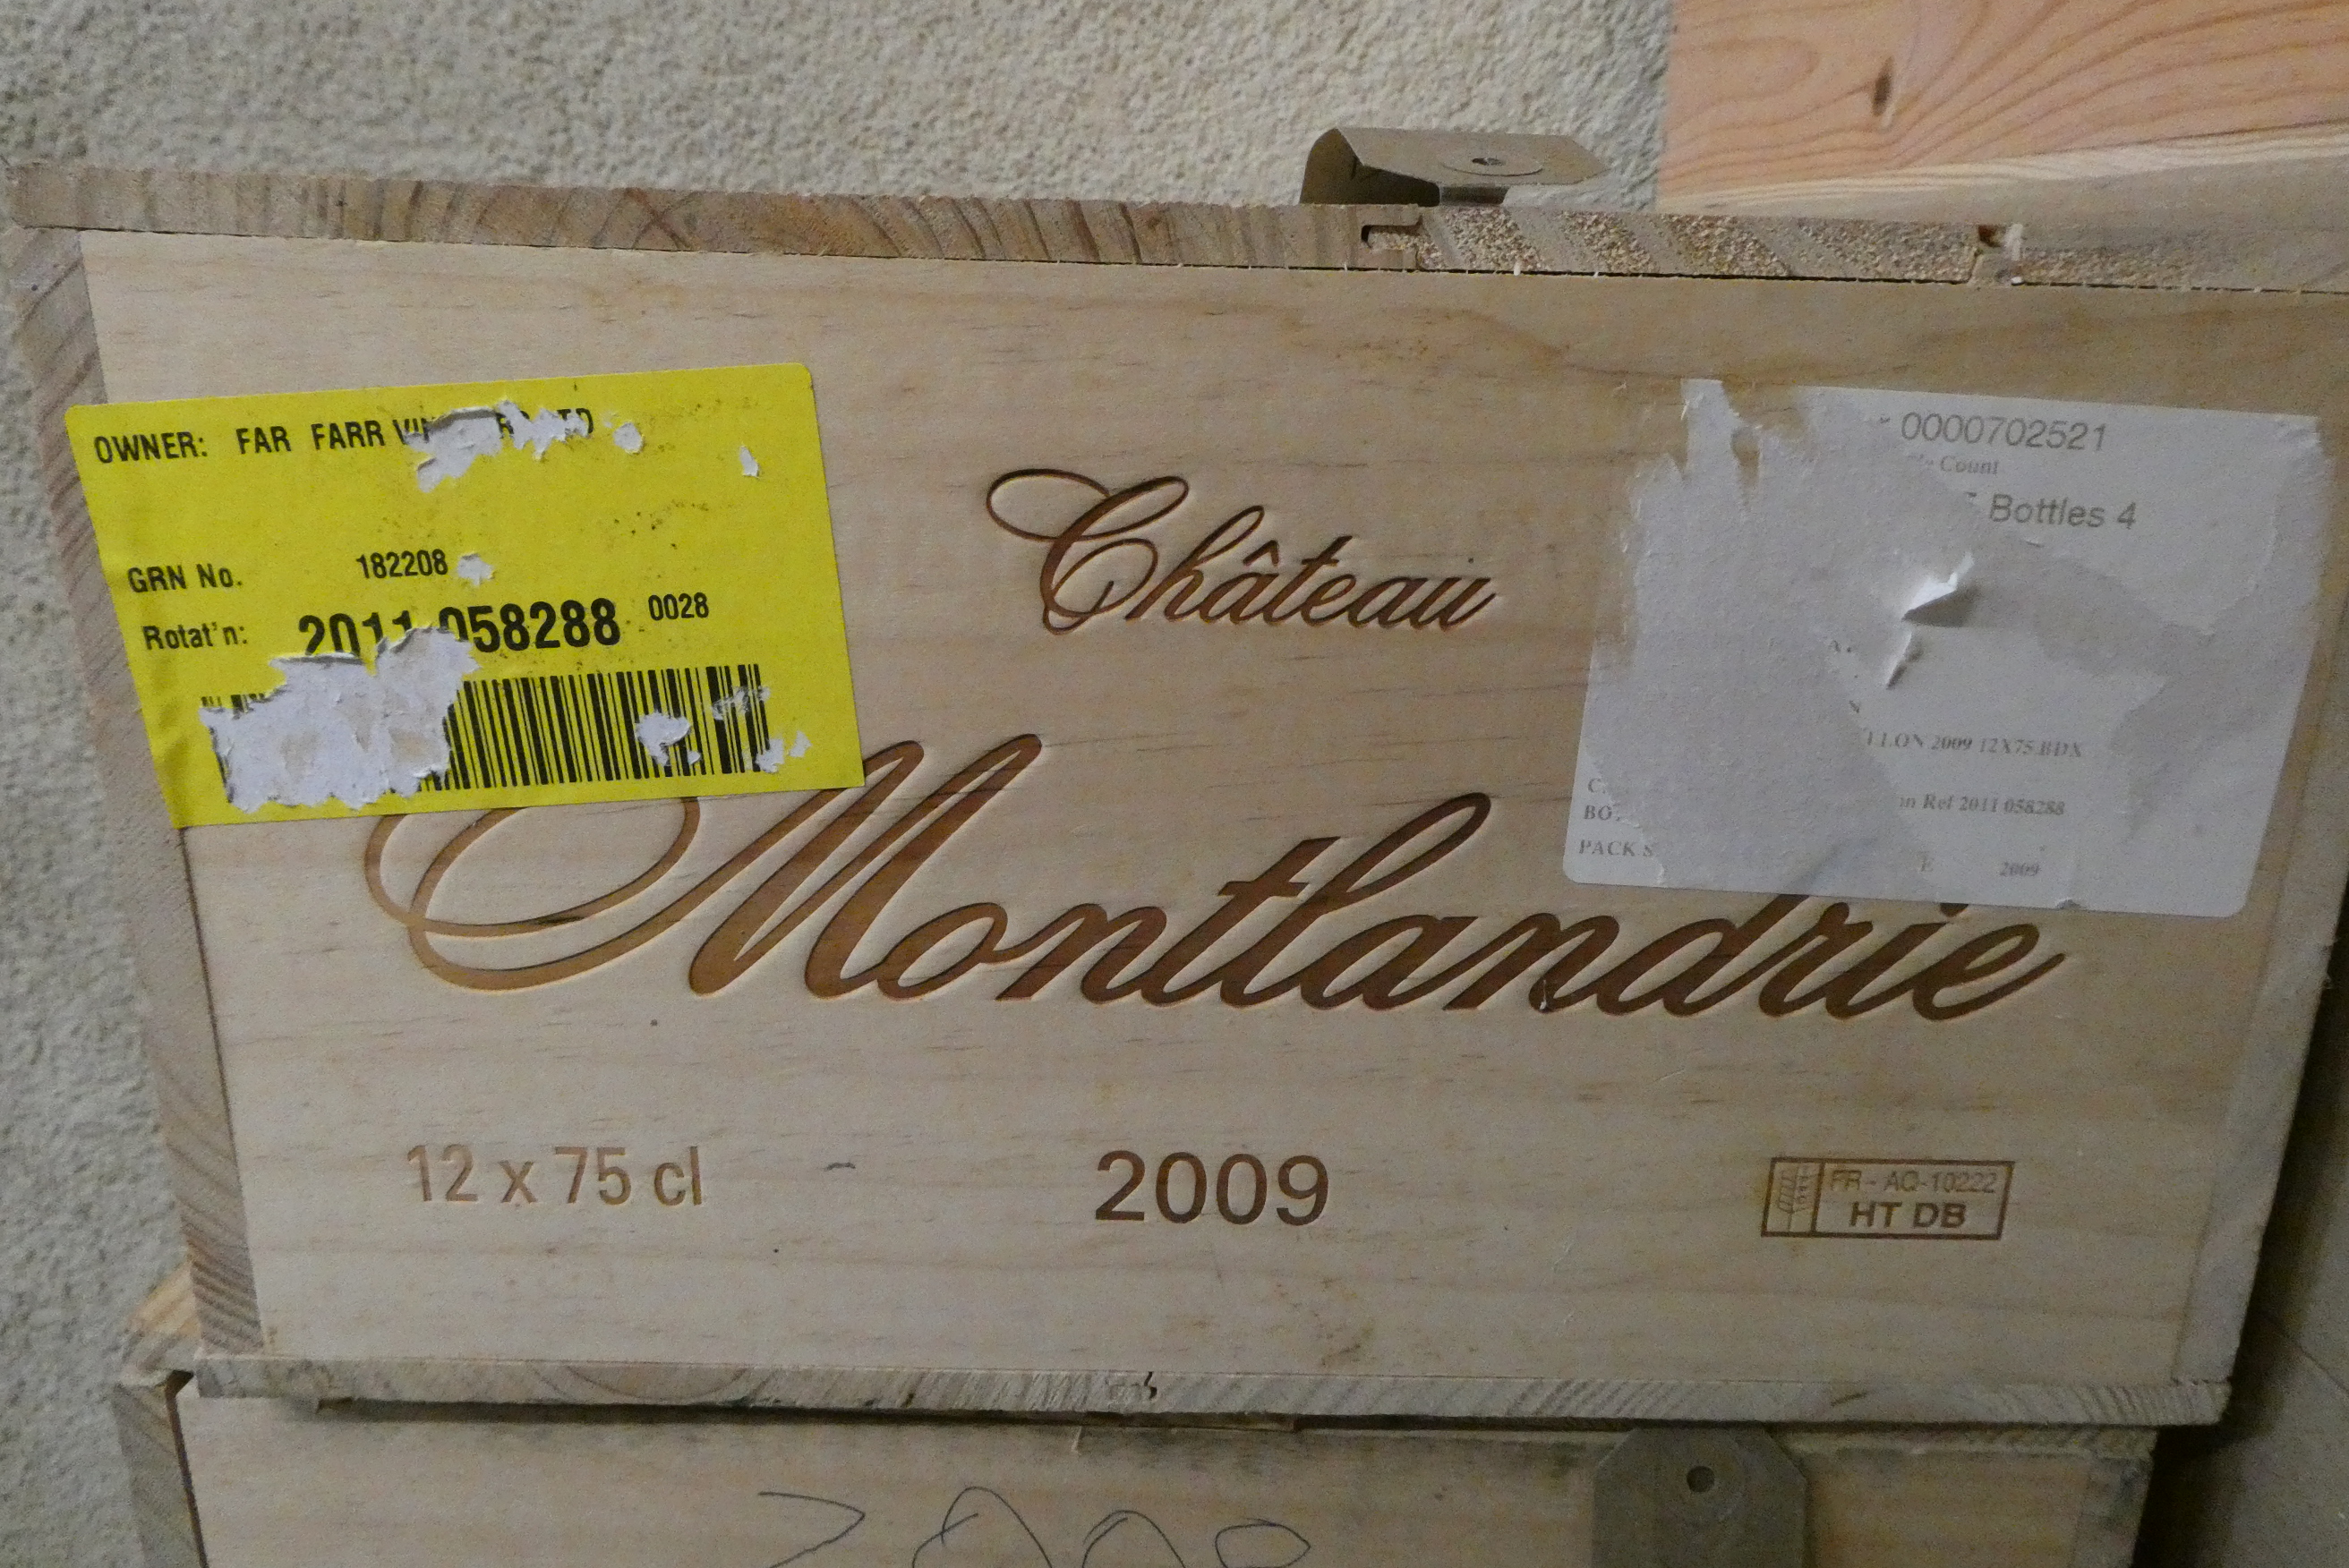 OWNER: FAR FARR
GRN No. 182208
Rotat'n: 2011 058288 0028
Château
Montlandrie
12 x 75 cl
2009
FR - AQ-10222
HT DB
0000702521
Count
Bottles 4
2009 12X75 BDX
Ref 2011 058288
PACK
2009